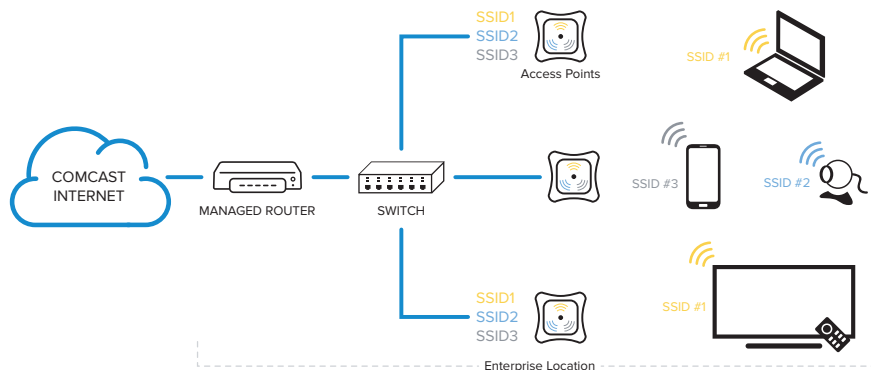 SSID1
SSID2
SSID3
Access Points
SSID #1
COMCAST
INTERNET
MANAGED ROUTER
SWITCH
SSID #3
SSID #2
SSID1
SSID2
SSID3
SSID #1
Enterprise Location